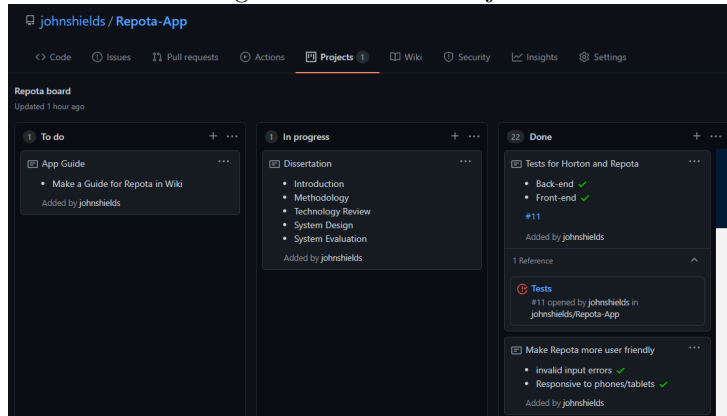 johnshields / Repota-App
Code Issues Pull requests Actions Projects 1 Wiki Security Insights Settings
Repota board
Updated 1 hour ago
1 To do
App Guide
Make a Guide for Repota in Wiki
Added by johnshields
1 In progress
Dissertation
Introduction
Methodology
Technology Review
System Design
System Evaluation
Added by johnshields
22 Done
Tests for Horton and Repota
Back-end
Front-end
#11
Added by johnshields
1 Reference
Tests
#11 opened by johnshields in
johnshields/Repota-App
Make Repota more user friendly
invalid input errors
Responsive to phones/tablets
Added by johnshields